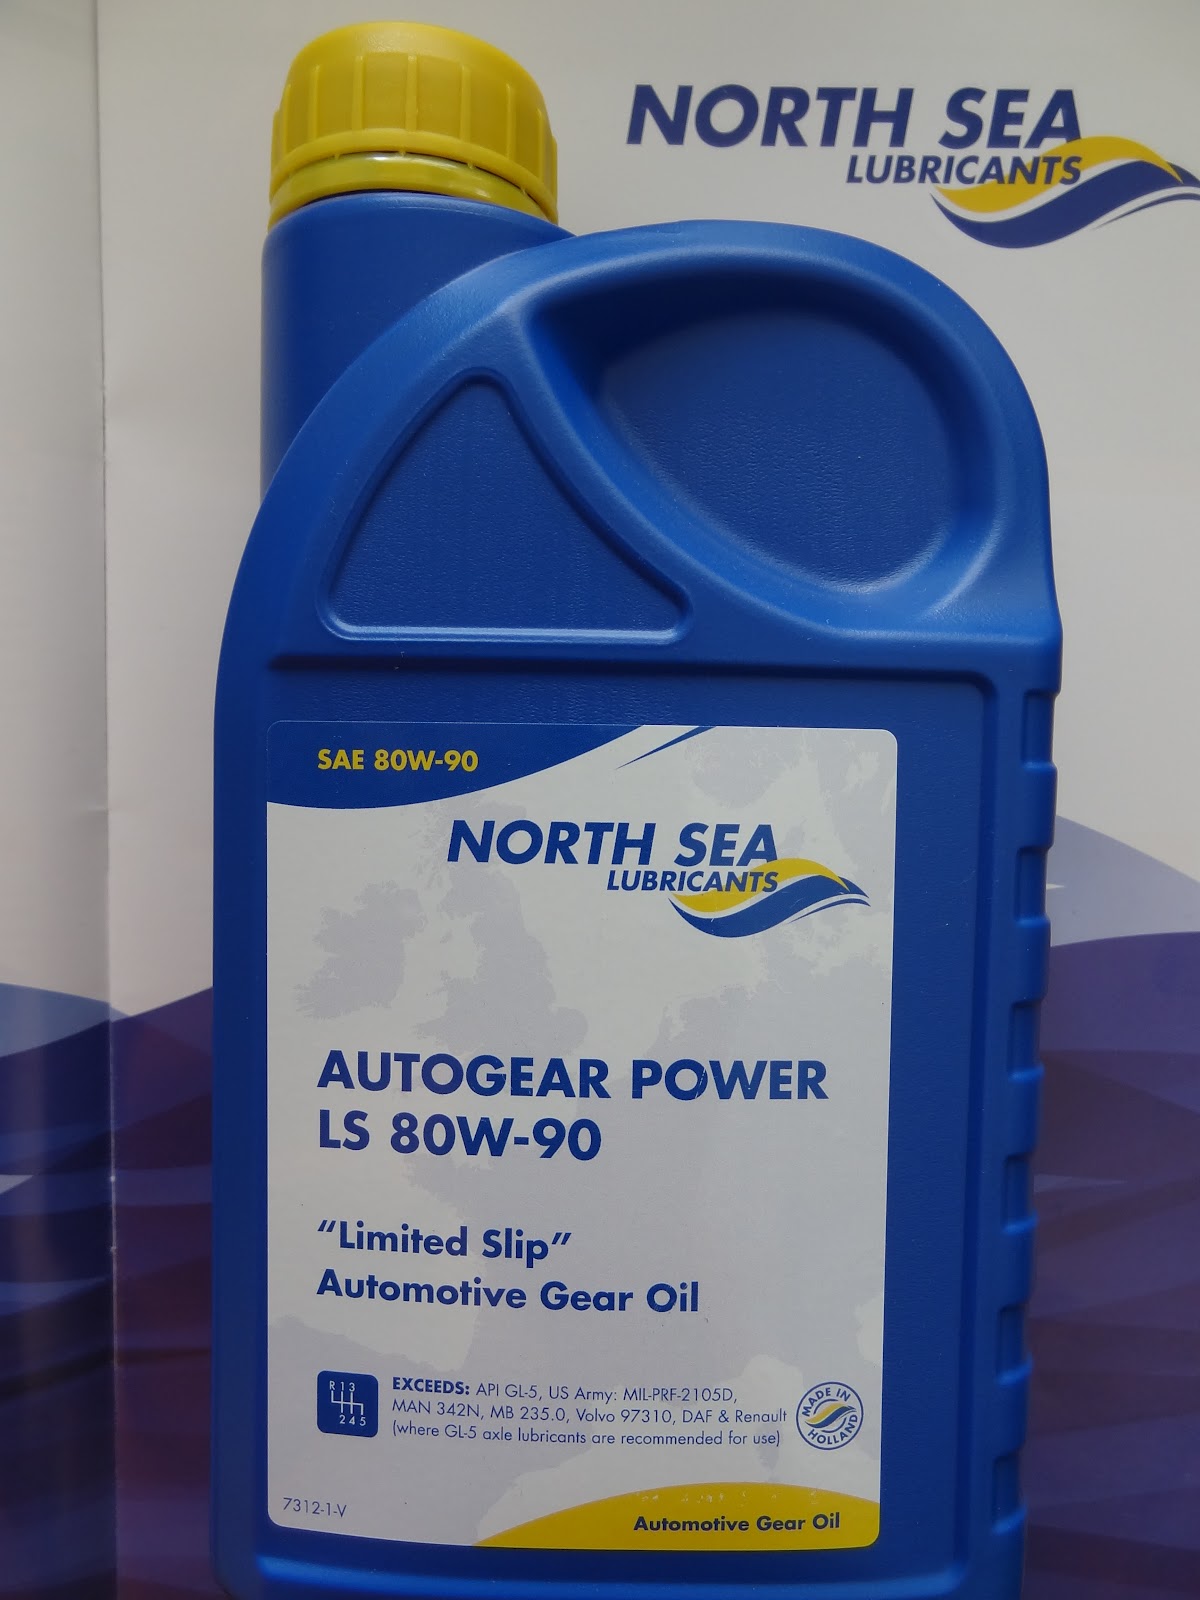 NORTH SEA
LUBRICANTS
SAE 80W-90
NORTH SEA
LUBRICANTS
AUTOGEAR POWER
LS 80W-90
“Limited Slip”
Automotive Gear Oil
R 1 3
2 4 5
EXCEEDS: API GL-5, US Army: MIL-PRF-2105D,
MAN 342N, MB 235.0, Volvo 97310, DAF & Renault
(where GL-5 axle lubricants are recommended for use)
MADE IN
HOLLAND
7312-1-V
Automotive Gear Oil